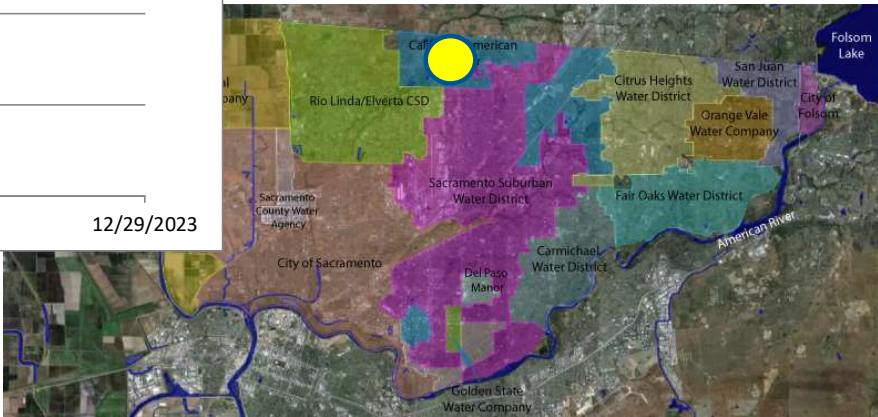 12/29/2023
Folsom
Lake
merican
Citrus Heights
Water District
San Juan
Water District
City of
Folsom
Orange Vale
Water Company
Rio Linda/Elverta CSD
Sacramento Suburban
Water District
Fair Oaks Water District
Sacramento
County Water
Agency
American River
City of Sacramento
Carmichael
Water District
Del Paso
Manor
Golden State
Water Company